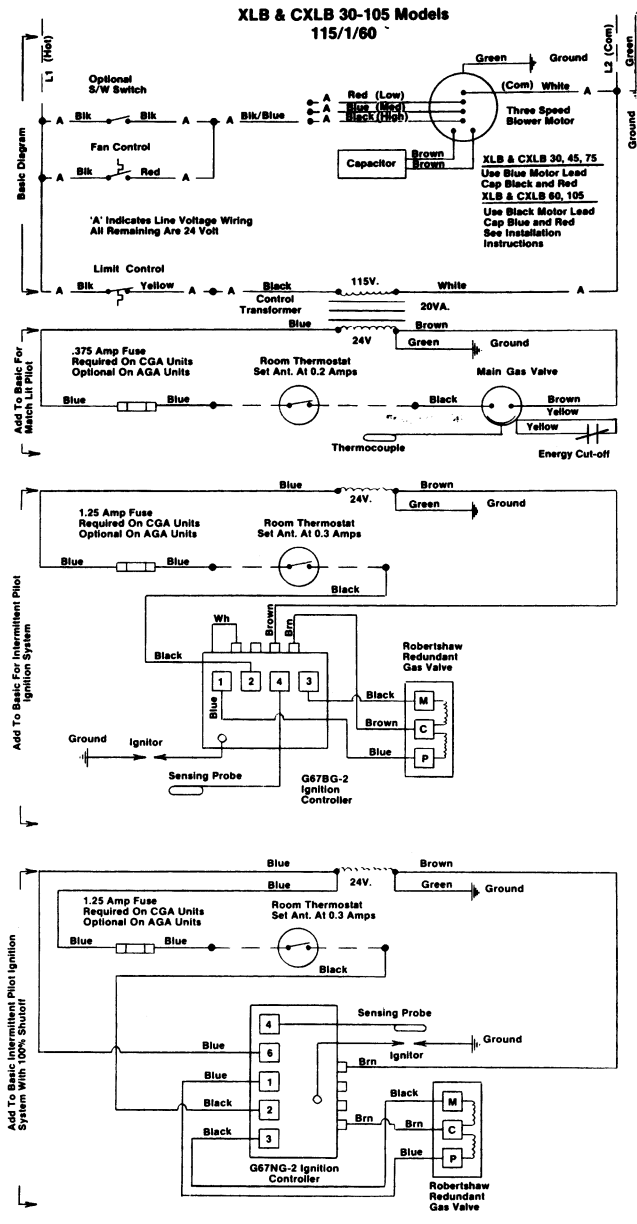 XLB & CXLB 30-105 Models
115/1/60
L1 (Hot)
L2 (Com)
Green
Ground
Basic Diagram
Optional
S/W Switch
A Blk Blk A
Fan Control
A Blk Red A
A Blk/Blue
A Red (Low)
A Blue (Med)
A Black (High)
Green Ground
(Com) White A
Three Speed
Blower Motor
Capacitor
Brown
Brown
XLB & CXLB 30, 45, 75
Use Blue Motor Lead
Cap Black and Red
XLB & CXLB 60, 105
Use Black Motor Lead
Cap Blue and Red
See Installation
Instructions
'A' Indicates Line Voltage Wiring
All Remaining Are 24 Volt
Limit Control
A Blk Yellow A A Black
115V.
White A
Control
Transformer
20VA.
Add To Basic For
Match Lit Pilot
Blue
24V
Brown
Green Ground
.375 Amp Fuse
Required On CGA Units
Optional On AGA Units
Room Thermostat
Set Ant. At 0.2 Amps
Main Gas Valve
Blue Blue
Black
Brown
Yellow
Yellow
Thermocouple
Energy Cut-off
Add To Basic For Intermittent Pilot
Ignition System
Blue
24V.
Brown
Green Ground
1.25 Amp Fuse
Required On CGA Units
Optional On AGA Units
Room Thermostat
Set Ant. At 0.3 Amps
Blue Blue
Black
Wh
Brown
Brn
Black
1 2 4 3
Blue
Robertshaw
Redundant
Gas Valve
Black M
Brown C
Blue P
Ground Ignitor
Sensing Probe
G67BG-2
Ignition
Controller
Add To Basic Intermittent Pilot Ignition
System With 100% Shutoff
Blue
24V.
Brown
Blue
Green Ground
1.25 Amp Fuse
Required On CGA Units
Optional On AGA Units
Room Thermostat
Set Ant. At 0.3 Amps
Blue Blue
Black
4
Sensing Probe
Ground
Ignitor
Blue 6
Brn
Blue 1
Black 2
Black 3
Black M
Brn Brn C
Blue P
G67NG-2 Ignition
Controller
Robertshaw
Redundant
Gas Valve